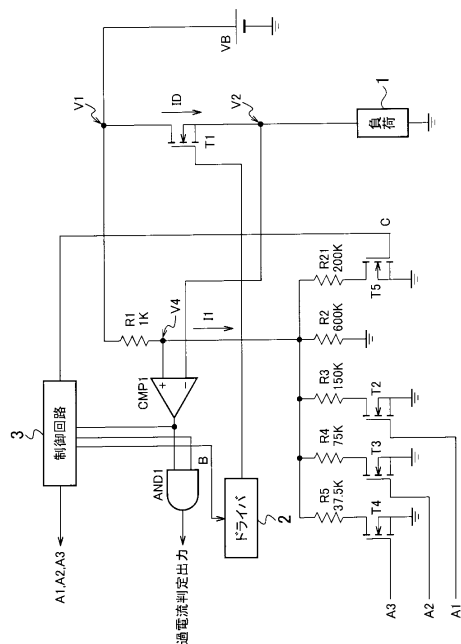 VB
V1
ID
V2
T1
負荷
1
R1
1K
V4
I1
CMP1
+
−
3
制御回路
A1,A2,A3
AND1
B
過電流判定出力
ドライバ
2
C
R21
200K
T5
R2
600K
R3
150K
T2
R4
75K
T3
R5
37.5K
T4
A3
A2
A1